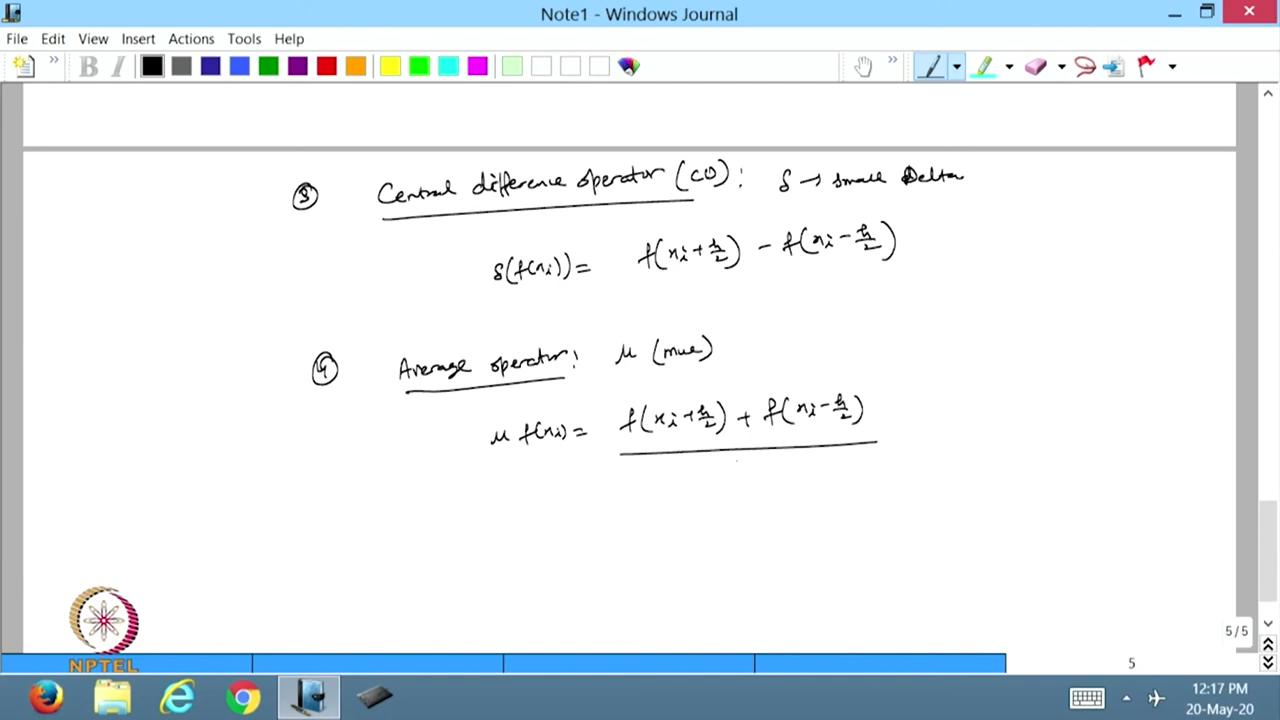 Note1 - Windows Journal
File Edit View Insert Actions Tools Help
③ Central difference operator (CD): δ → small Delta
δ(f(xi)) = f(xi + h/2) - f(xi - h/2)
④ Average operator: μ (mue)
μ f(xi) = f(xi + h/2) + f(xi - h/2)
5 / 5
NPTEL
5
12:17 PM
20-May-20